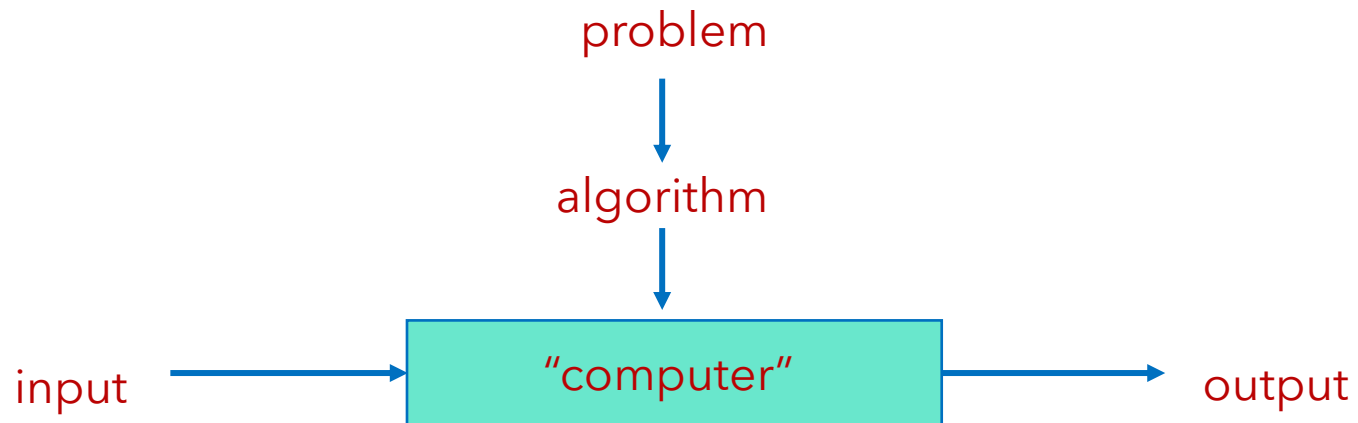 problem
algorithm
input
“computer”
output